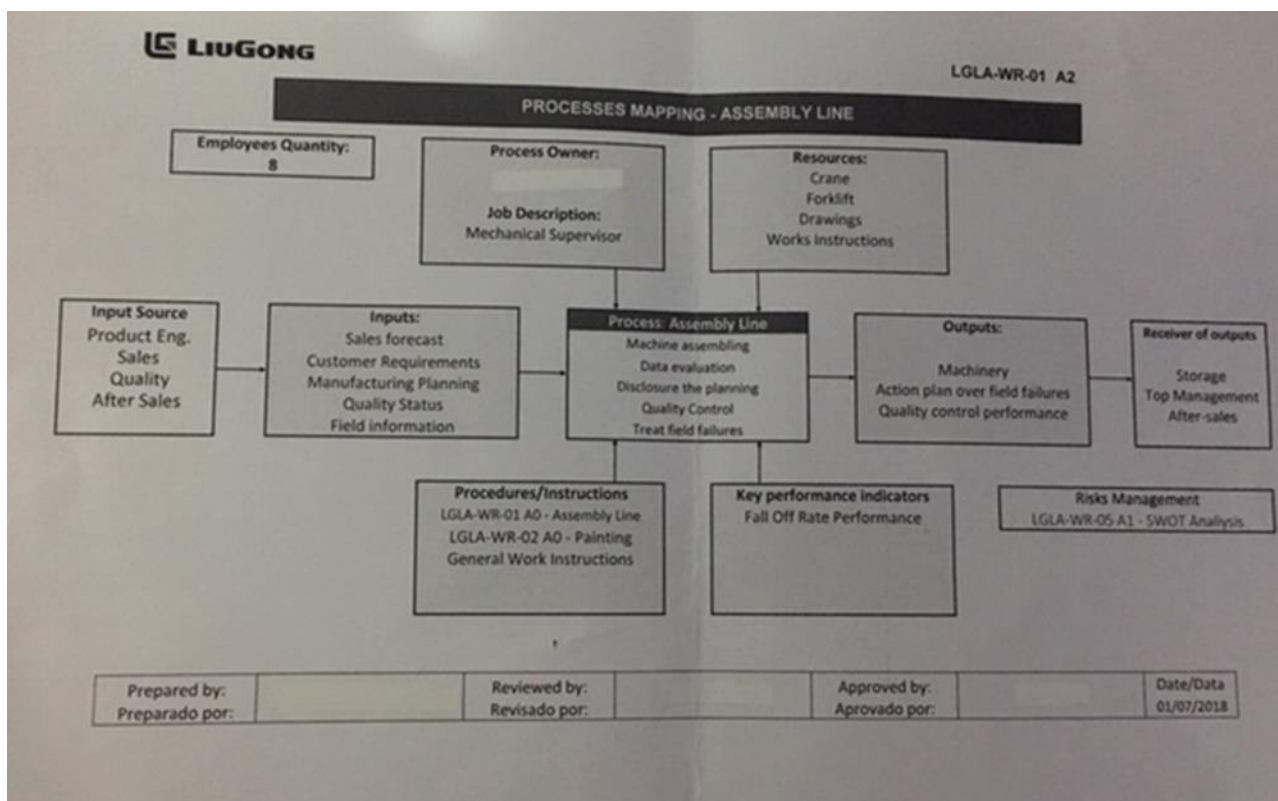 LIUGONG
LGLA-WR-01 A2
PROCESSES MAPPING - ASSEMBLY LINE
Employees Quantity:
8
Process Owner:
Job Description:
Mechanical Supervisor
Resources:
Crane
Forklift
Drawings
Works Instructions
Input Source
Product Eng.
Sales
Quality
After Sales
Inputs:
Sales forecast
Customer Requirements
Manufacturing Planning
Quality Status
Field information
Process: Assembly Line
Machine assembling
Data evaluation
Disclosure the planning
Quality Control
Treat field failures
Outputs:
Machinery
Action plan over field failures
Quality control performance
Receiver of outputs
Storage
Top Management
After-sales
Procedures/Instructions
LGLA-WR-01 A0 - Assembly Line
LGLA-WR-02 A0 - Painting
General Work Instructions
Key performance indicators
Fall Off Rate Performance
Risks Management
LGLA-WR-05 A1 - SWOT Analisys
Prepared by:
Preparado por:
Reviewed by:
Revisado por:
Approved by:
Aprovado por:
Date/Data
01/07/2018